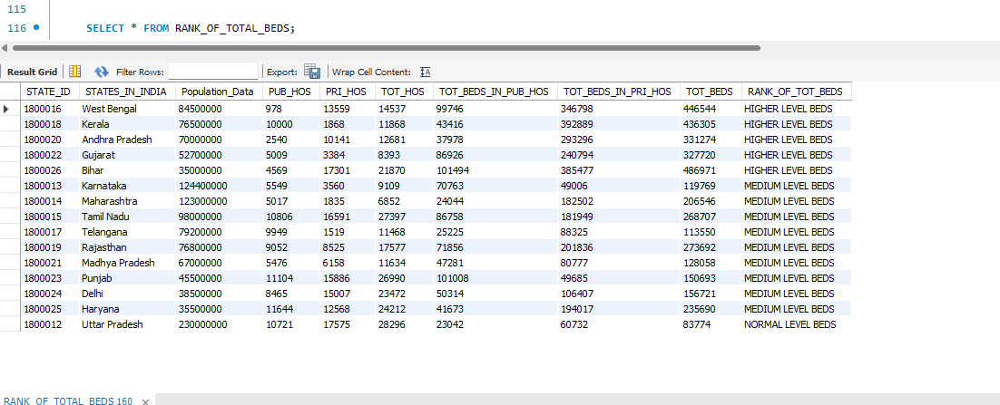 115
116 SELECT * FROM RANK_OF_TOTAL_BEDS;
Result Grid Filter Rows: Export: Wrap Cell Content:
STATE_ID STATES_IN_INDIA Population_Data PUB_HOS PRI_HOS TOT_HOS TOT_BEDS_IN_PUB_HOS TOT_BEDS_IN_PRI_HOS TOT_BEDS RANK_OF_TOT_BEDS
1800016 West Bengal 84500000 978 13559 14537 99746 346798 446544 HIGHER LEVEL BEDS
1800018 Kerala 76500000 10000 1868 11868 43416 392889 436305 HIGHER LEVEL BEDS
1800020 Andhra Pradesh 70000000 2540 10141 12681 37978 293296 331274 HIGHER LEVEL BEDS
1800022 Gujarat 52700000 5009 3384 8393 86926 240794 327720 HIGHER LEVEL BEDS
1800026 Bihar 35000000 4569 17301 21870 101494 385477 486971 HIGHER LEVEL BEDS
1800013 Karnataka 124400000 5549 3560 9109 70763 49006 119769 MEDIUM LEVEL BEDS
1800014 Maharashtra 123000000 5017 1835 6852 24044 182502 206546 MEDIUM LEVEL BEDS
1800015 Tamil Nadu 98000000 10806 16591 27397 86758 181949 268707 MEDIUM LEVEL BEDS
1800017 Telangana 79200000 9949 1519 11468 25225 88325 113550 MEDIUM LEVEL BEDS
1800019 Rajasthan 76800000 9052 8525 17577 71856 201836 273692 MEDIUM LEVEL BEDS
1800021 Madhya Pradesh 67000000 5476 6158 11634 47281 80777 128058 MEDIUM LEVEL BEDS
1800023 Punjab 45500000 11104 15886 26990 101008 49685 150693 MEDIUM LEVEL BEDS
1800024 Delhi 38500000 8465 15007 23472 50314 106407 156721 MEDIUM LEVEL BEDS
1800025 Haryana 35500000 11644 12568 24212 41673 194017 235690 MEDIUM LEVEL BEDS
1800012 Uttar Pradesh 230000000 10721 17575 28296 23042 60732 83774 NORMAL LEVEL BEDS
RANK_OF_TOTAL_BEDS 160